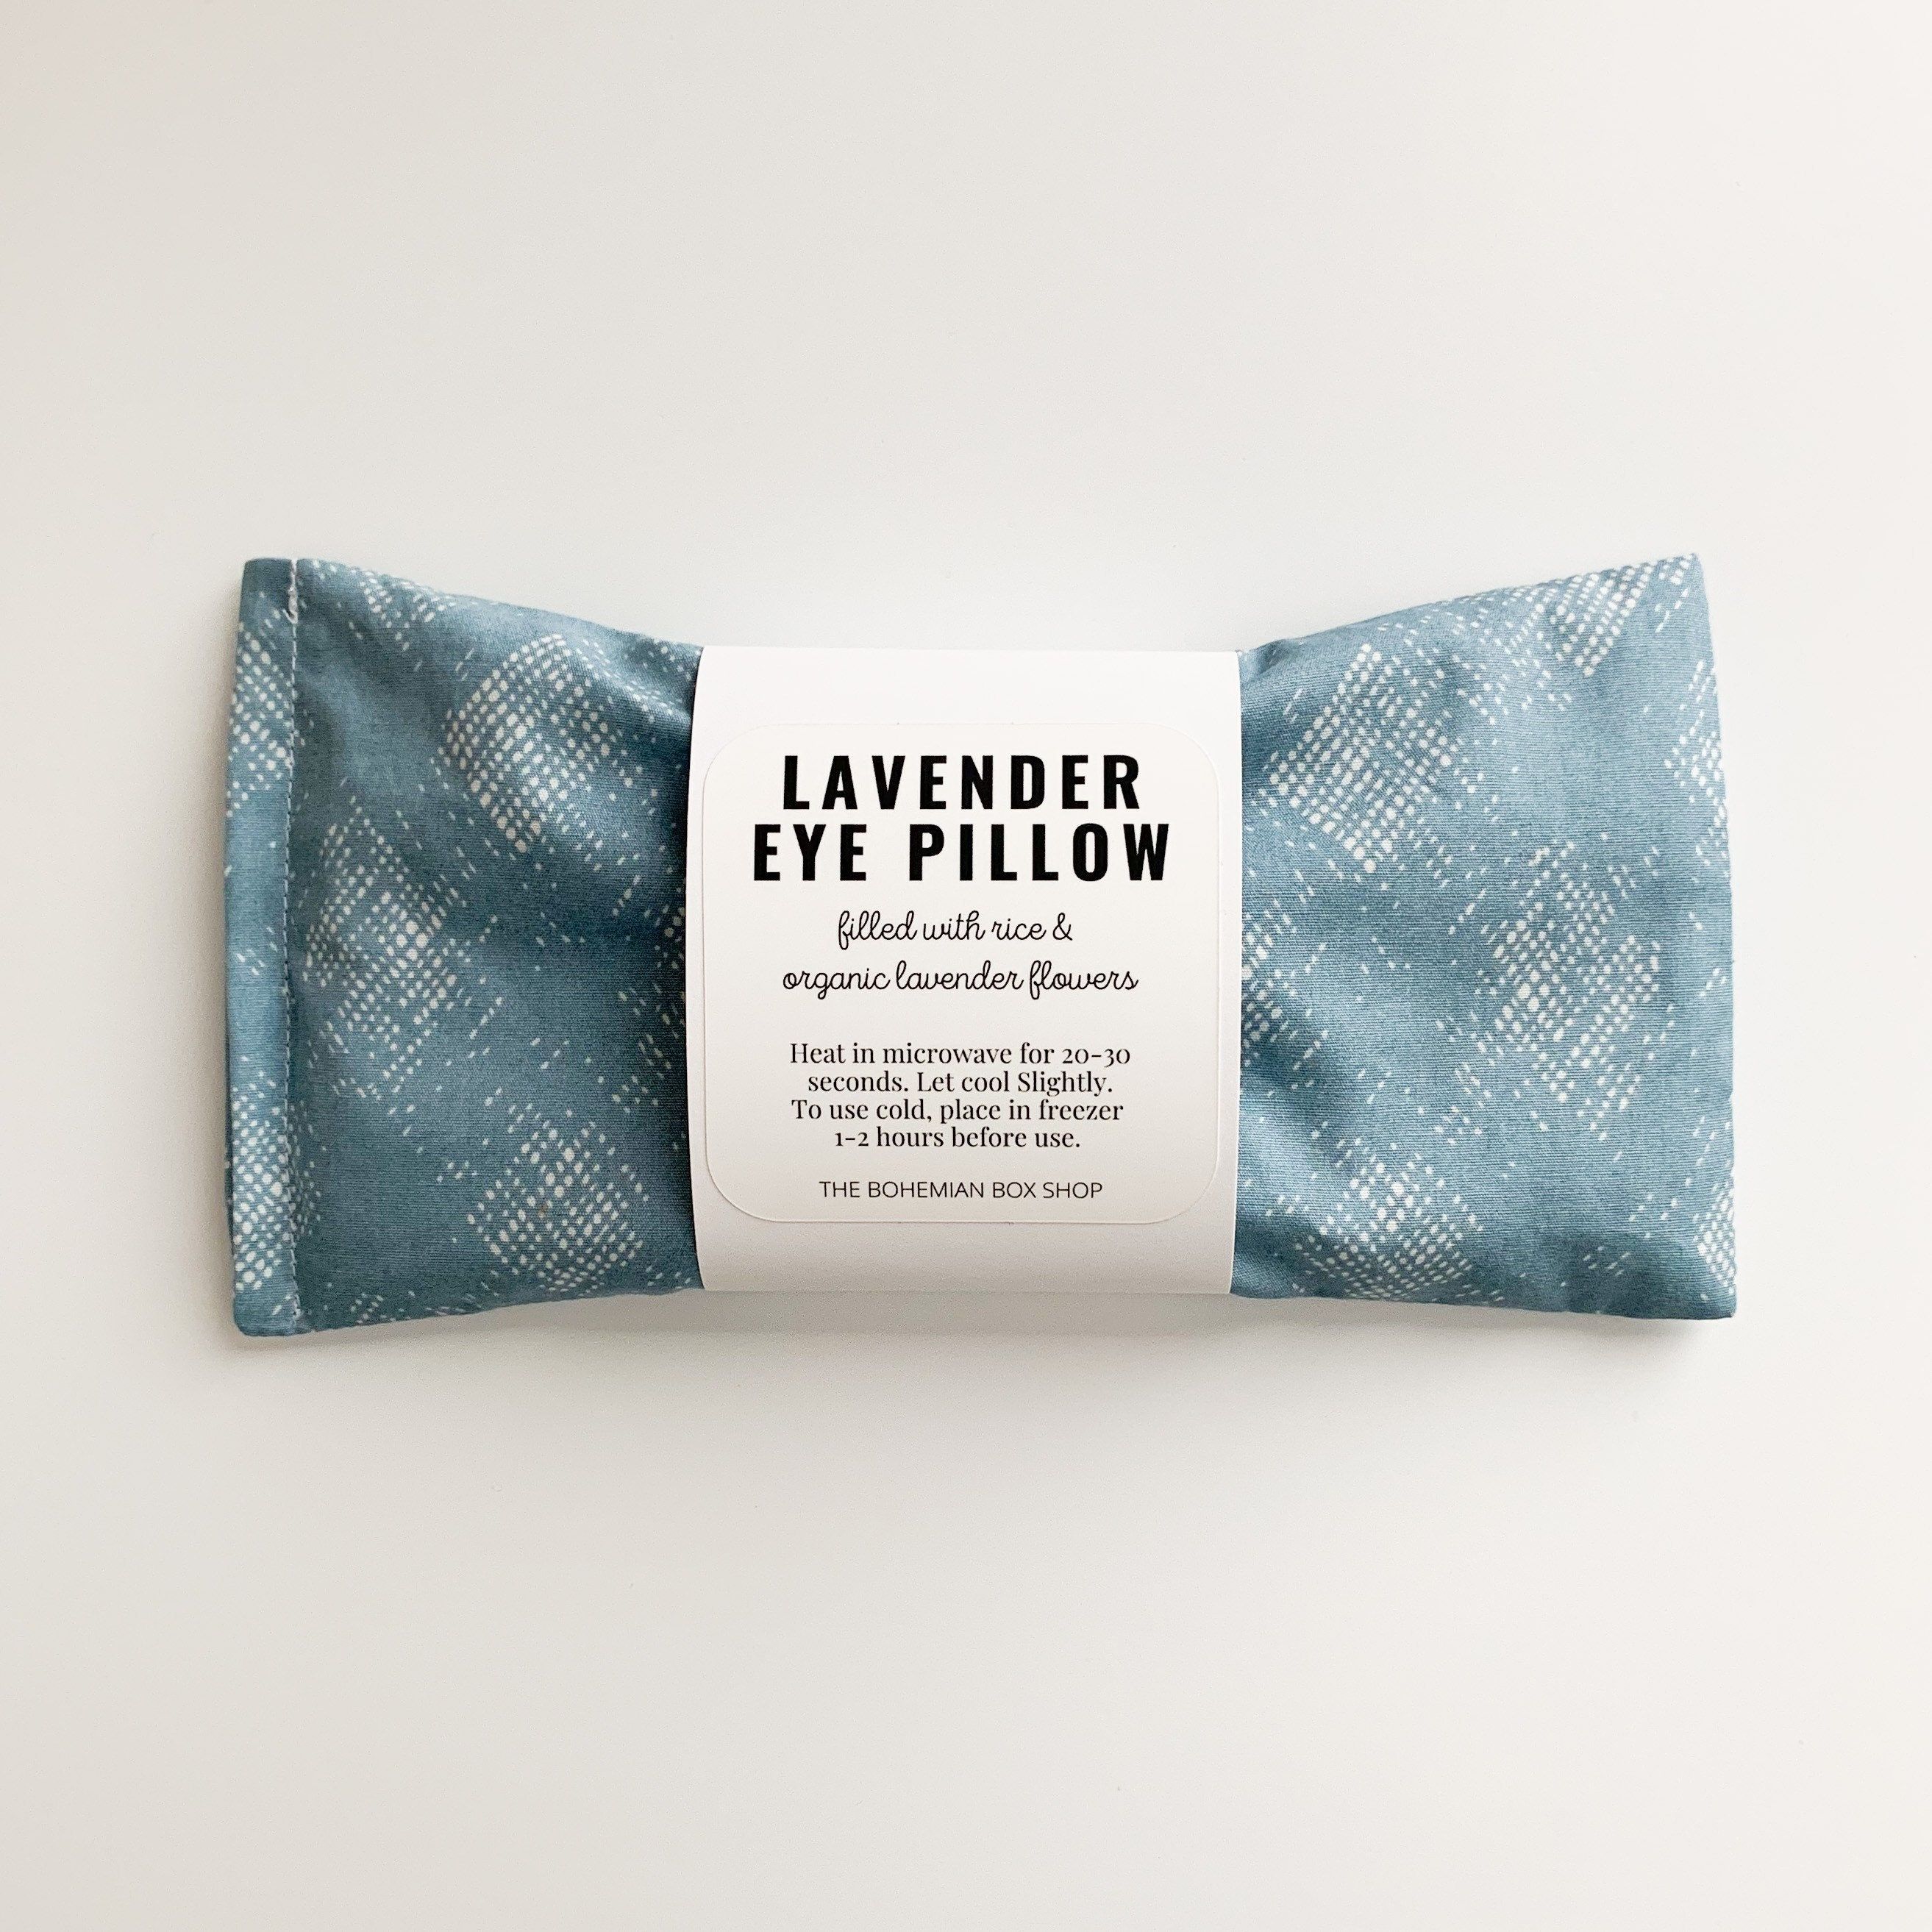 LAVENDER
EYE PILLOW
filled with rice &
organic lavender flowers
Heat in microwave for 20-30
seconds. Let cool Slightly.
To use cold, place in freezer
1-2 hours before use.
THE BOHEMIAN BOX SHOP